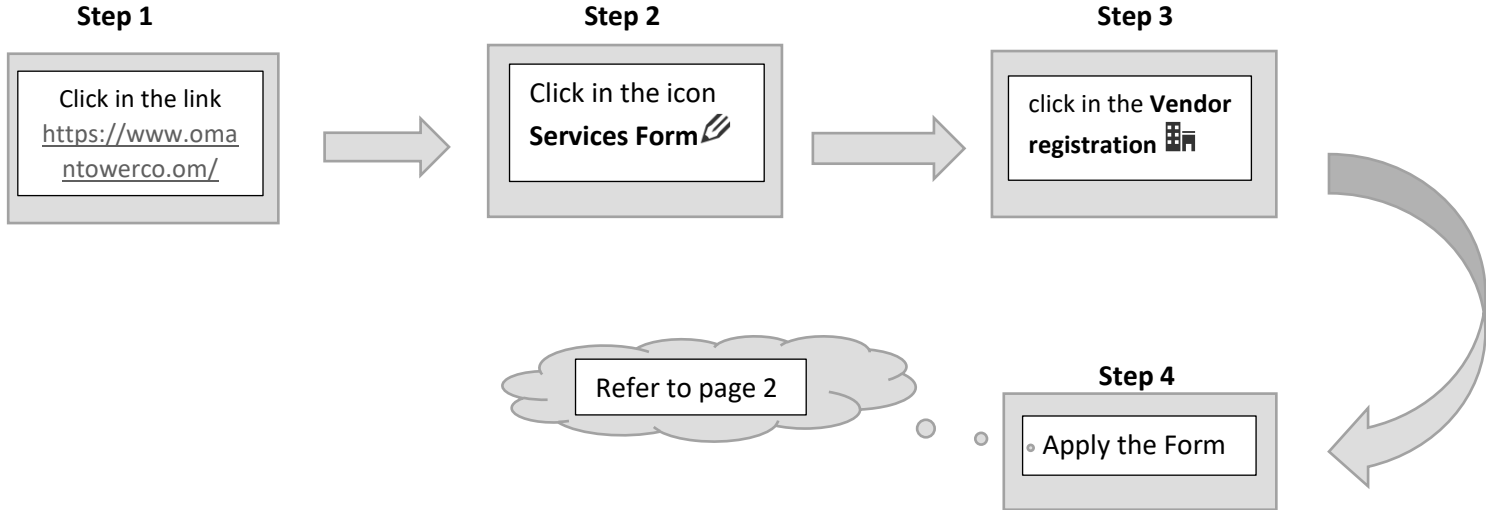 Step 1
Step 2
Step 3
Click in the link
https://www.oma
ntowerco.om/
Click in the icon
Services Form
click in the Vendor
registration
Step 4
Refer to page 2
Apply the Form